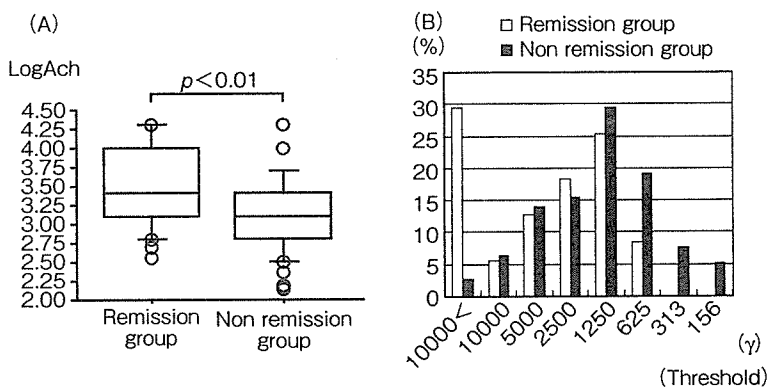 (A)
LogAch
p<0.01
4.50
4.25
4.00
3.75
3.50
3.25
3.00
2.75
2.50
2.25
2.00
Remission group
Non remission group
(B)
(%)
□ Remission group
■ Non remission group
35
30
25
20
15
10
5
0
10000<
10000
5000
2500
1250
625
313
156
(γ)
(Threshold)